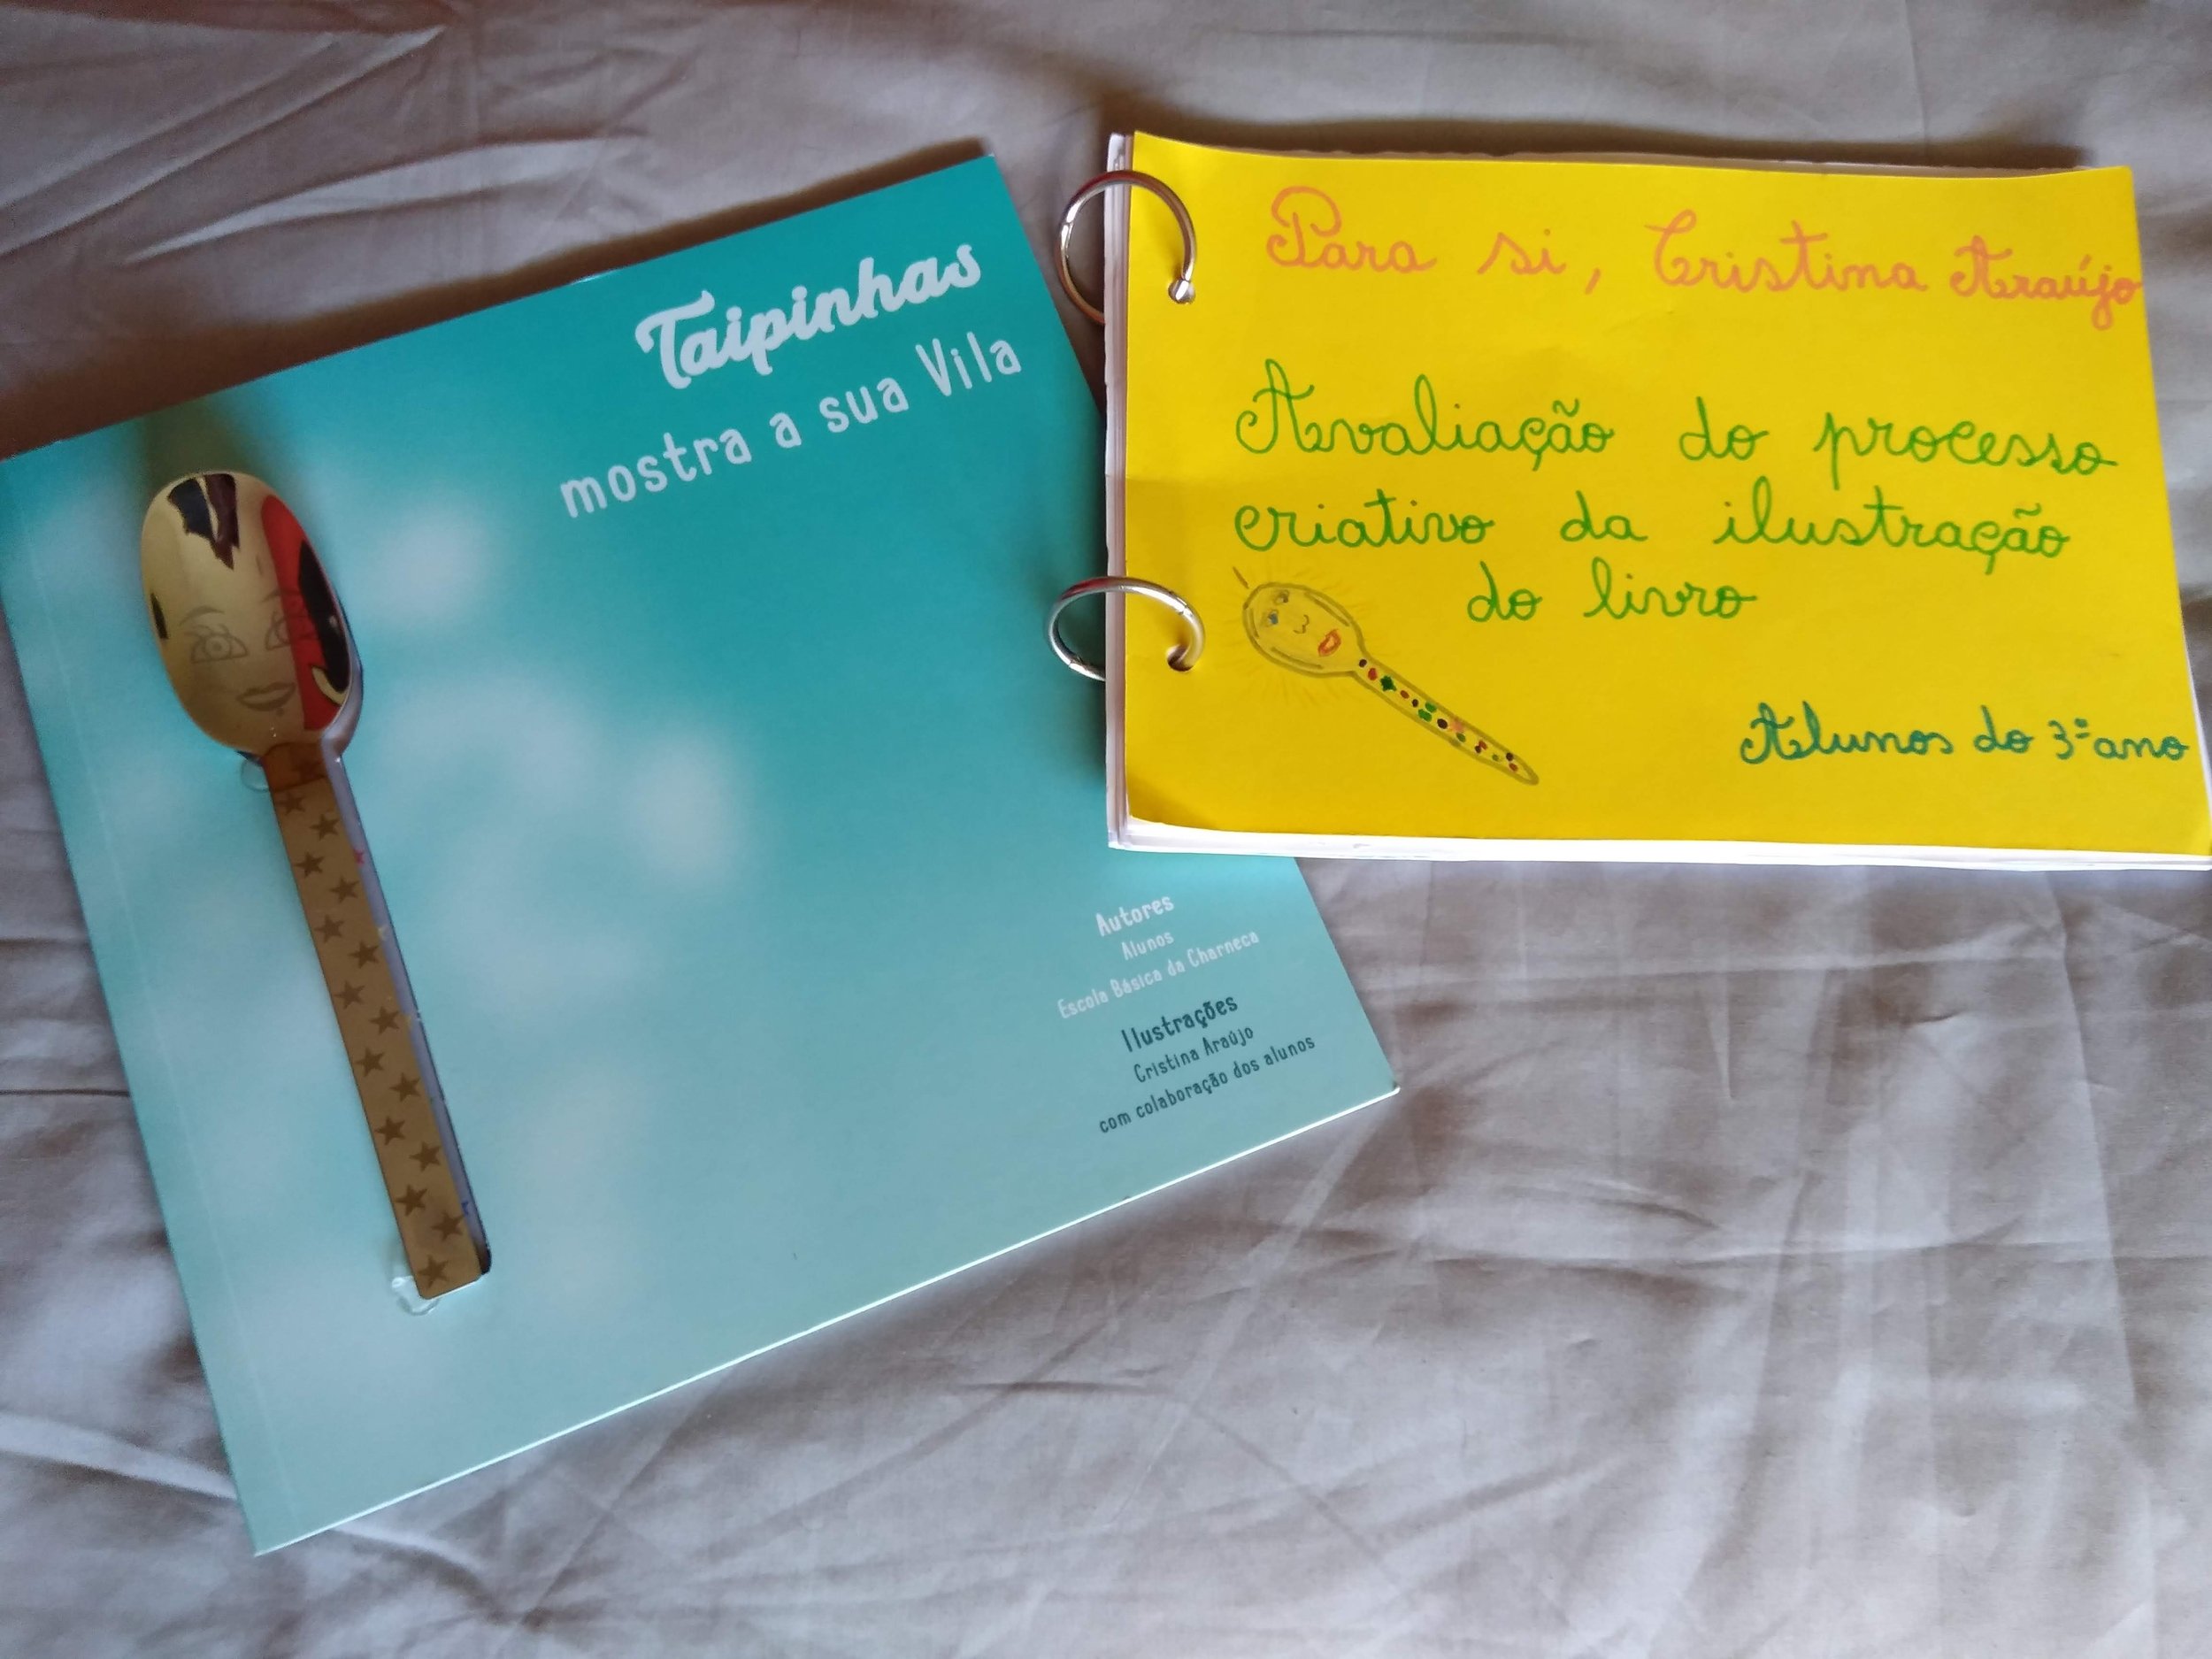 Taipinhas
mostra a sua Vila
Autores
Alunos
Escola Básica da Charneca
Ilustrações
Cristina Araújo
com colaboração dos alunos
Para si, Cristina Araújo
Avaliação do processo
criativo da ilustração
do livro
Alunos do 3º ano